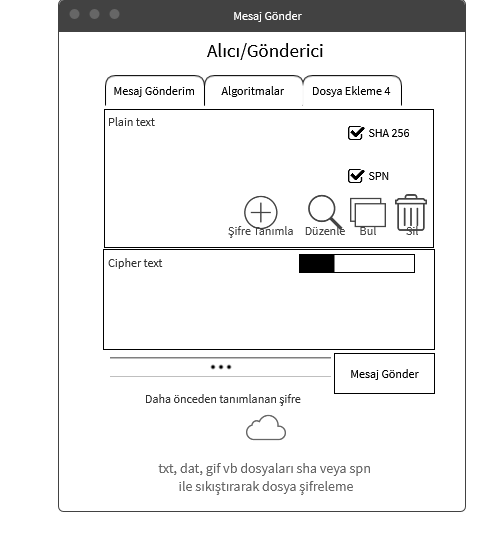 Mesaj Gönder
Alıcı/Gönderici
Mesaj Gönderim
Algoritmalar
Dosya Ekleme 4
Plain text
SHA 256
SPN
Şifre Tanımla
Düzenle
Bul
Sil
Cipher text
Mesaj Gönder
Daha önceden tanımlanan şifre
txt, dat, gif vb dosyaları sha veya spn
ile sıkıştırarak dosya şifreleme